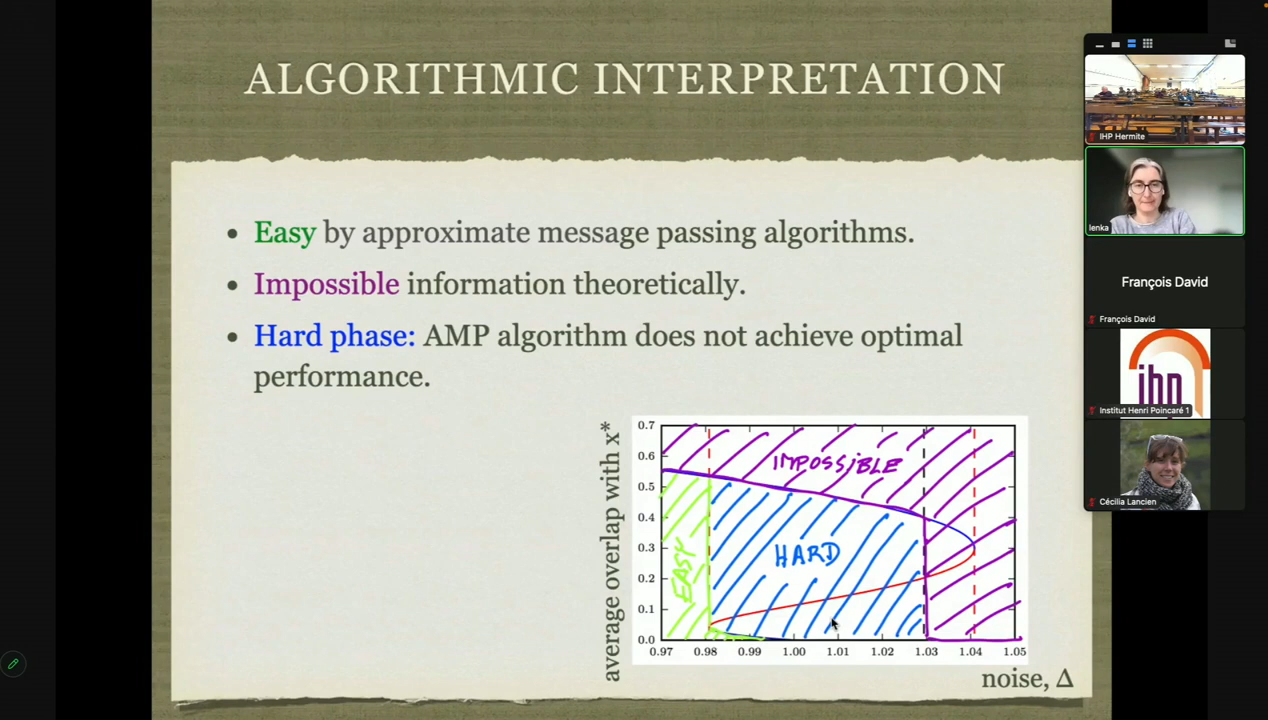 ALGORITHMIC INTERPRETATION
• Easy by approximate message passing algorithms.
• Impossible information theoretically.
• Hard phase: AMP algorithm does not achieve optimal
performance.
average overlap with x*
0.7
0.6
0.5
0.4
0.3
0.2
0.1
0.0
IMPOSSIBLE
HARD
EASY
0.97 0.98 0.99 1.00 1.01 1.02 1.03 1.04 1.05
noise, Δ
IHP Hermite
lenka
François David
François David
ihp
Institut Henri Poincaré 1
Cécilia Lancien